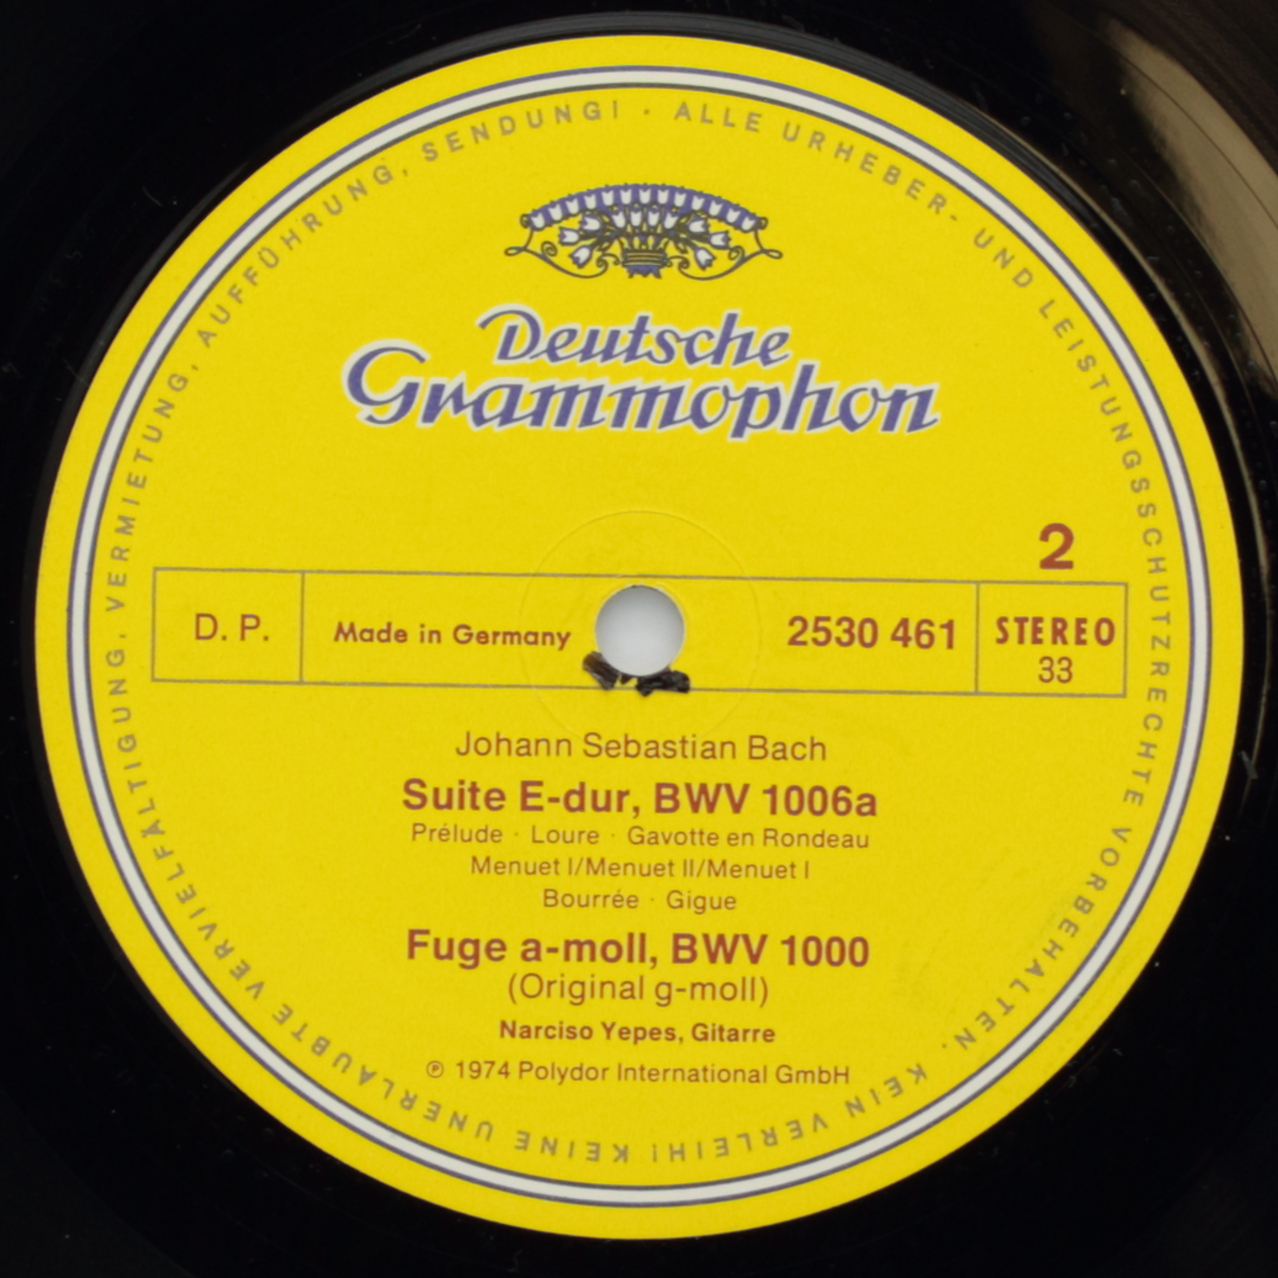 ALLE URHEBER- UND LEISTUNGSSCHUTZRECHTE VORBEHALTEN. KEIN VERLEIH! KEINE UNERLAUBTE VERVIELFÄLTIGUNG, VERMIETUNG, AUFFÜHRUNG, SENDUNG! ·
Deutsche
Grammophon
2
D. P.
Made in Germany
2530 461
STEREO
33
Johann Sebastian Bach
Suite E-dur, BWV 1006a
Prélude · Loure · Gavotte en Rondeau
Menuet I/Menuet II/Menuet I
Bourrée · Gigue
Fuge a-moll, BWV 1000
(Original g-moll)
Narciso Yepes, Gitarre
℗ 1974 Polydor International GmbH